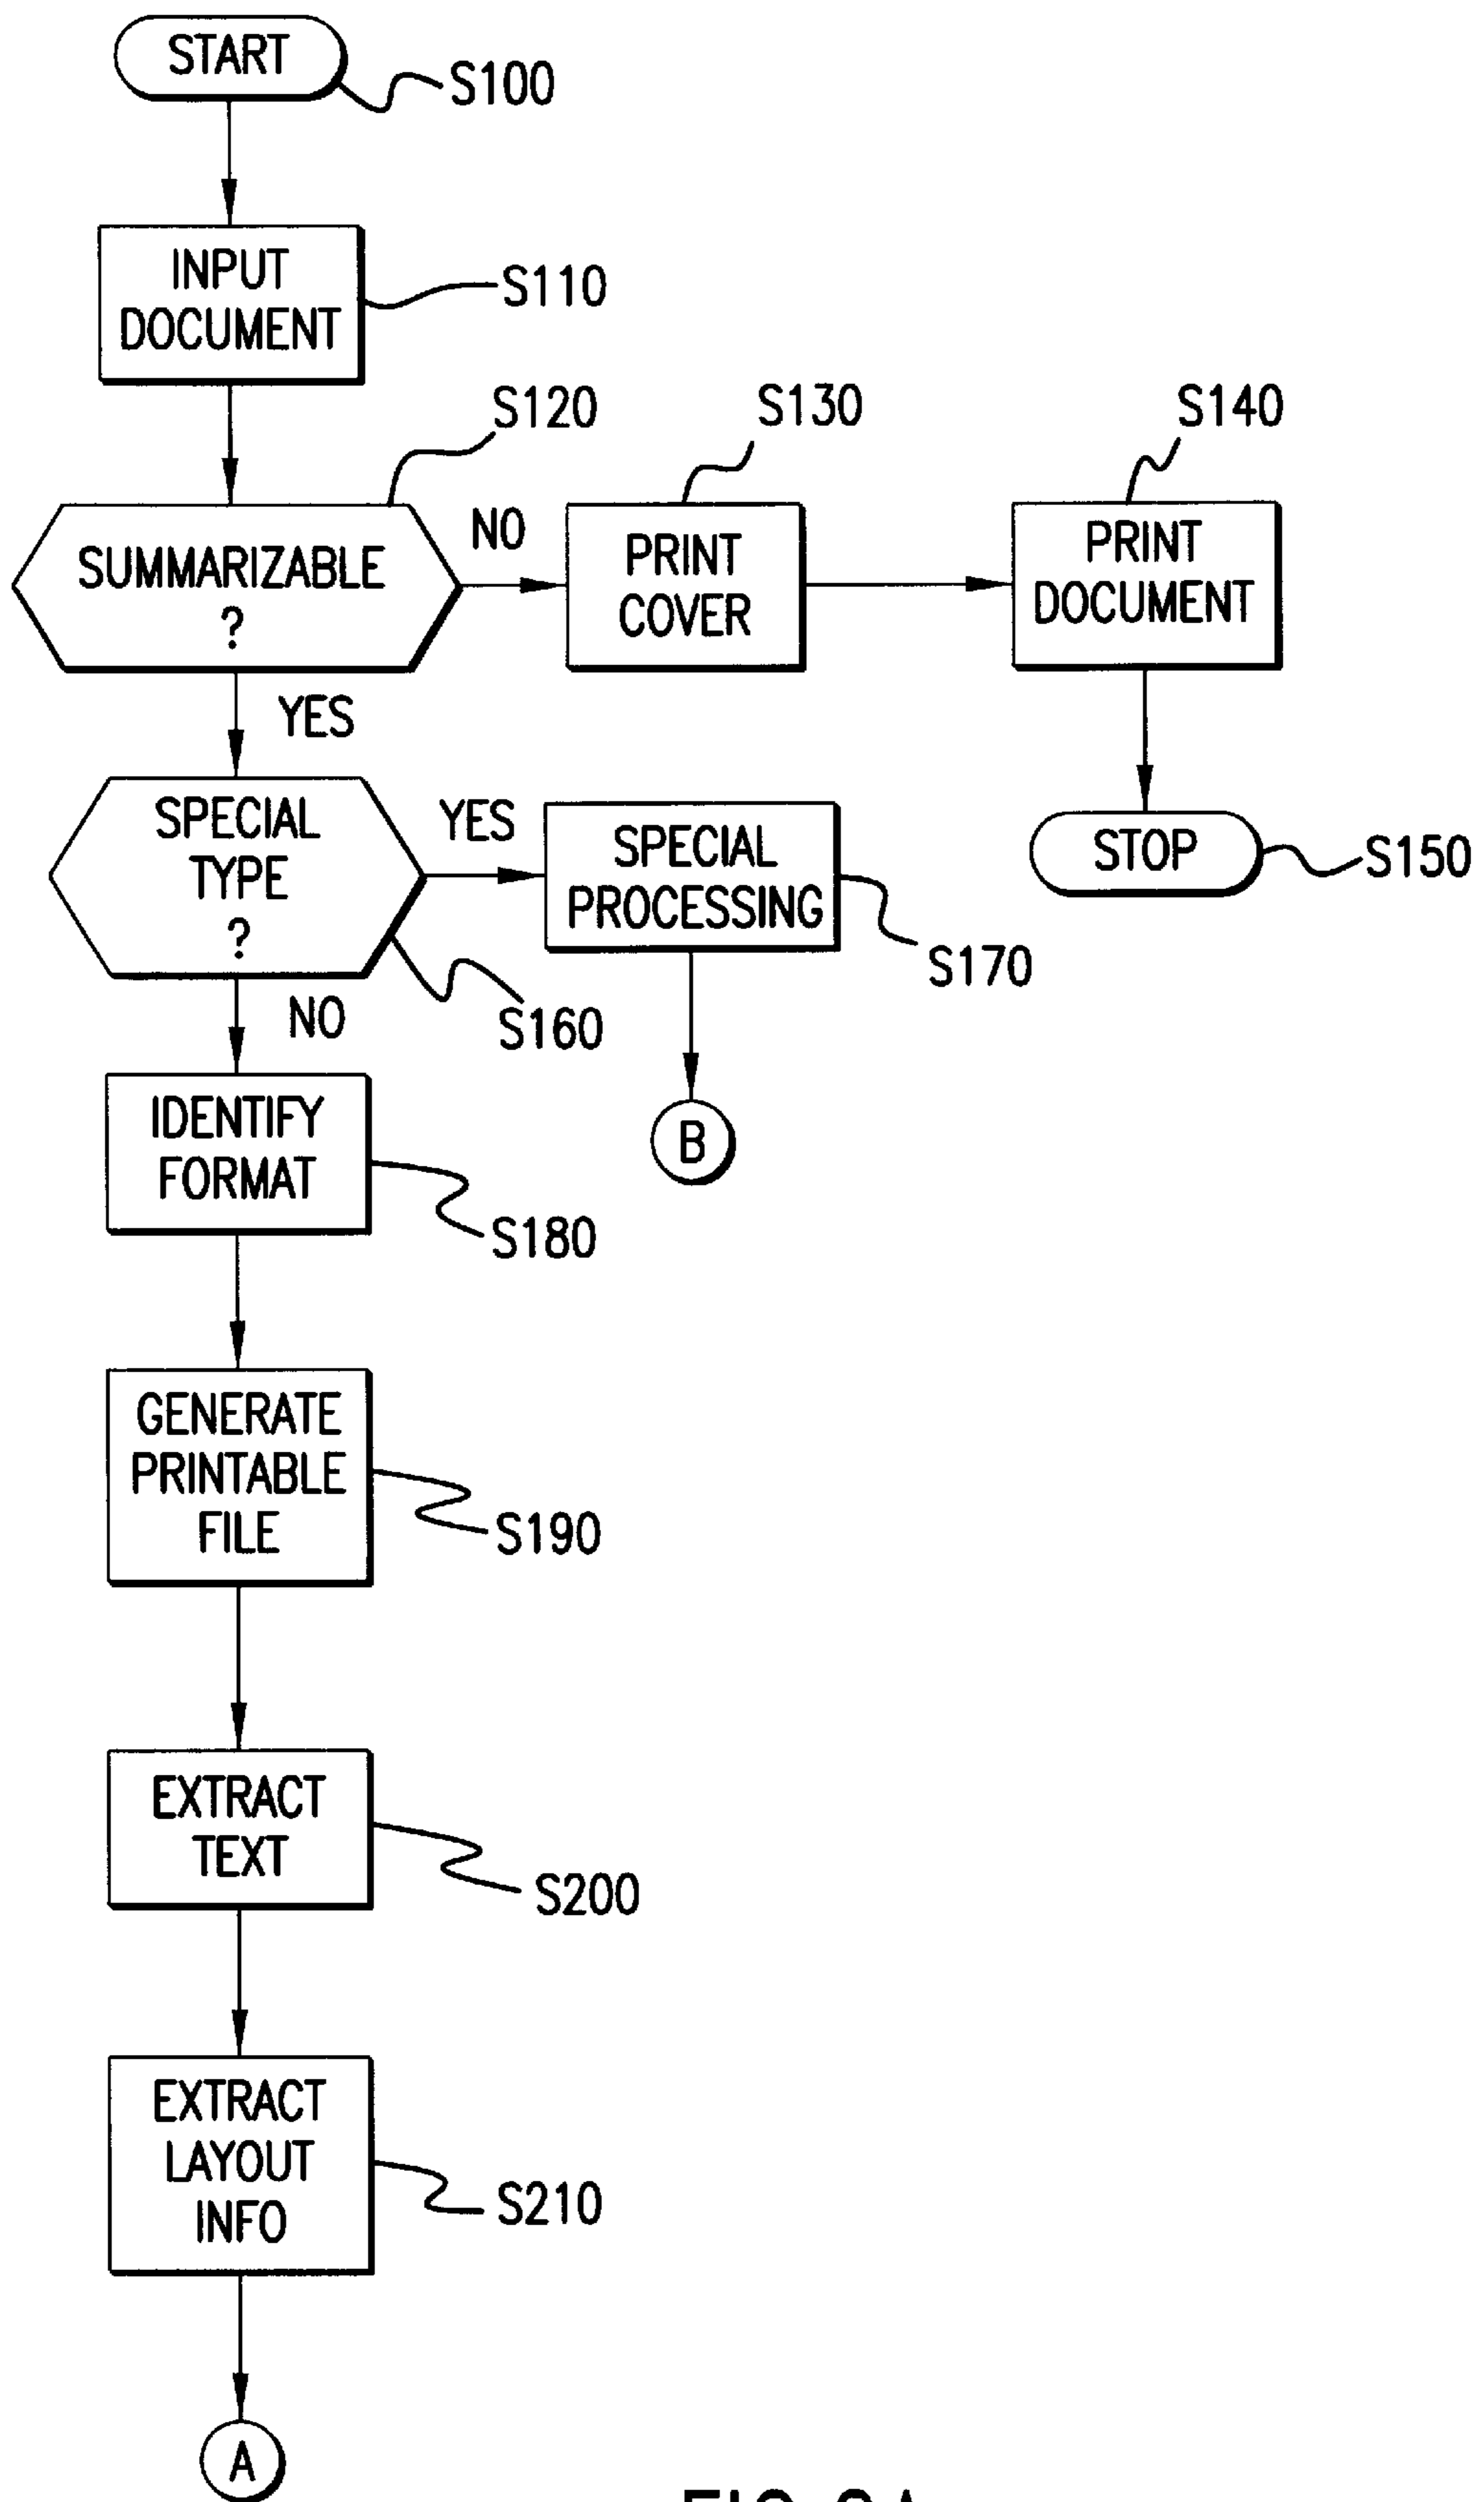 START
S100
INPUT
DOCUMENT
S110
S120
S130
S140
SUMMARIZABLE
?
NO
PRINT
COVER
PRINT
DOCUMENT
YES
SPECIAL
TYPE
?
YES
SPECIAL
PROCESSING
STOP
S150
S170
S160
NO
IDENTIFY
FORMAT
B
S180
GENERATE
PRINTABLE
FILE
S190
EXTRACT
TEXT
S200
EXTRACT
LAYOUT
INFO
S210
A